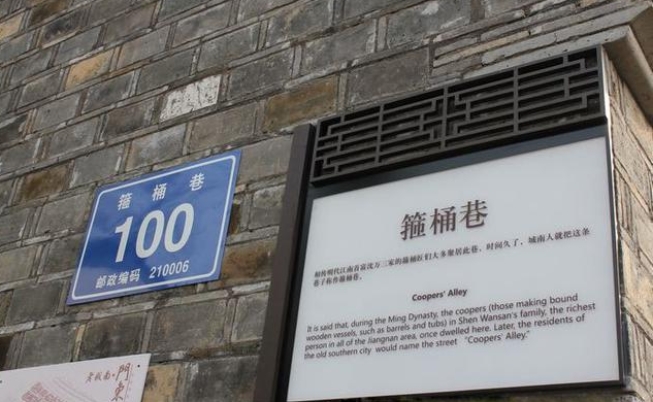 箍桶巷
100
邮政编码 210006
箍桶巷
相传明代江南首富沈万三家的箍桶匠们大多聚居此巷，时间久了，城南人就把这条
巷子称作箍桶巷。
Coopers' Alley
It is said that, during the Ming Dynasty, the coopers (those making bound
wooden vessels, such as barrels and tubs) in Shen Wansan's family, the richest
person in all of the Jiangnan area, once dwelled here. Later, the residents of
the old southern city would name the street "Coopers' Alley."
老城南·門東